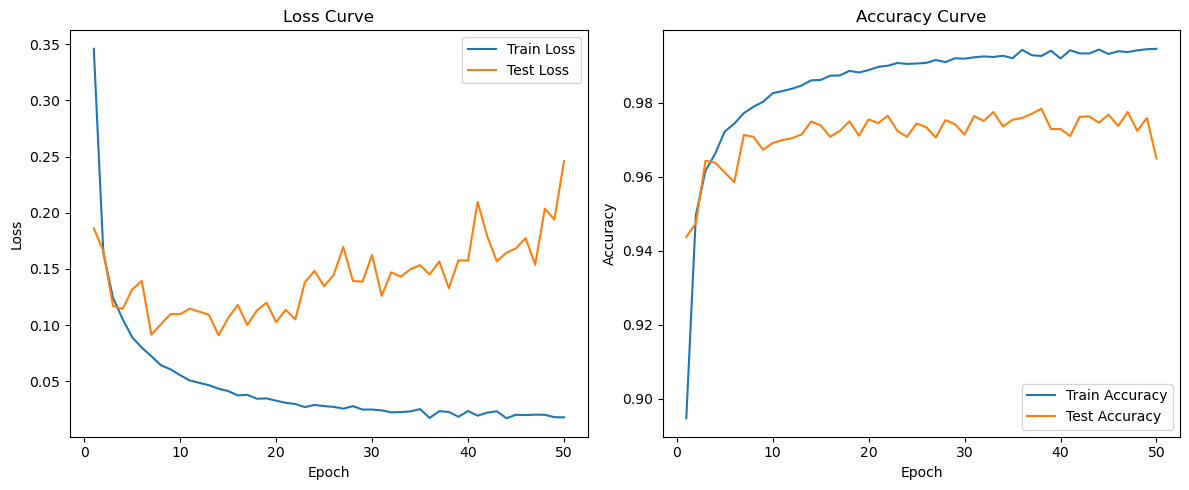 Loss Curve
Train Loss
Test Loss
0.35
0.30
0.25
0.20
0.15
0.10
0.05
Loss
0 10 20 30 40 50
Epoch
Accuracy Curve
0.98
0.96
0.94
0.92
0.90
Accuracy
Train Accuracy
Test Accuracy
0 10 20 30 40 50
Epoch